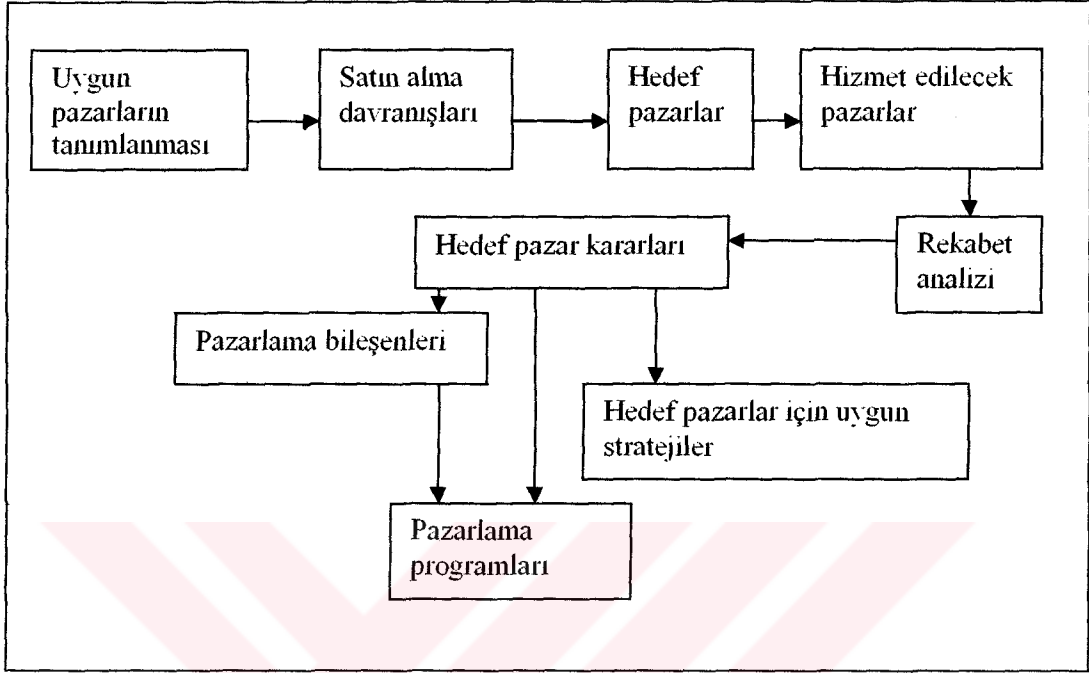 Uygun
pazarların
tanımlanması
Satın alma
davranışları
Hedef
pazarlar
Hizmet edilecek
pazarlar
Rekabet
analizi
Hedef pazar kararları
Pazarlama bileşenleri
Hedef pazarlar için uygun
stratejiler
Pazarlama
programları